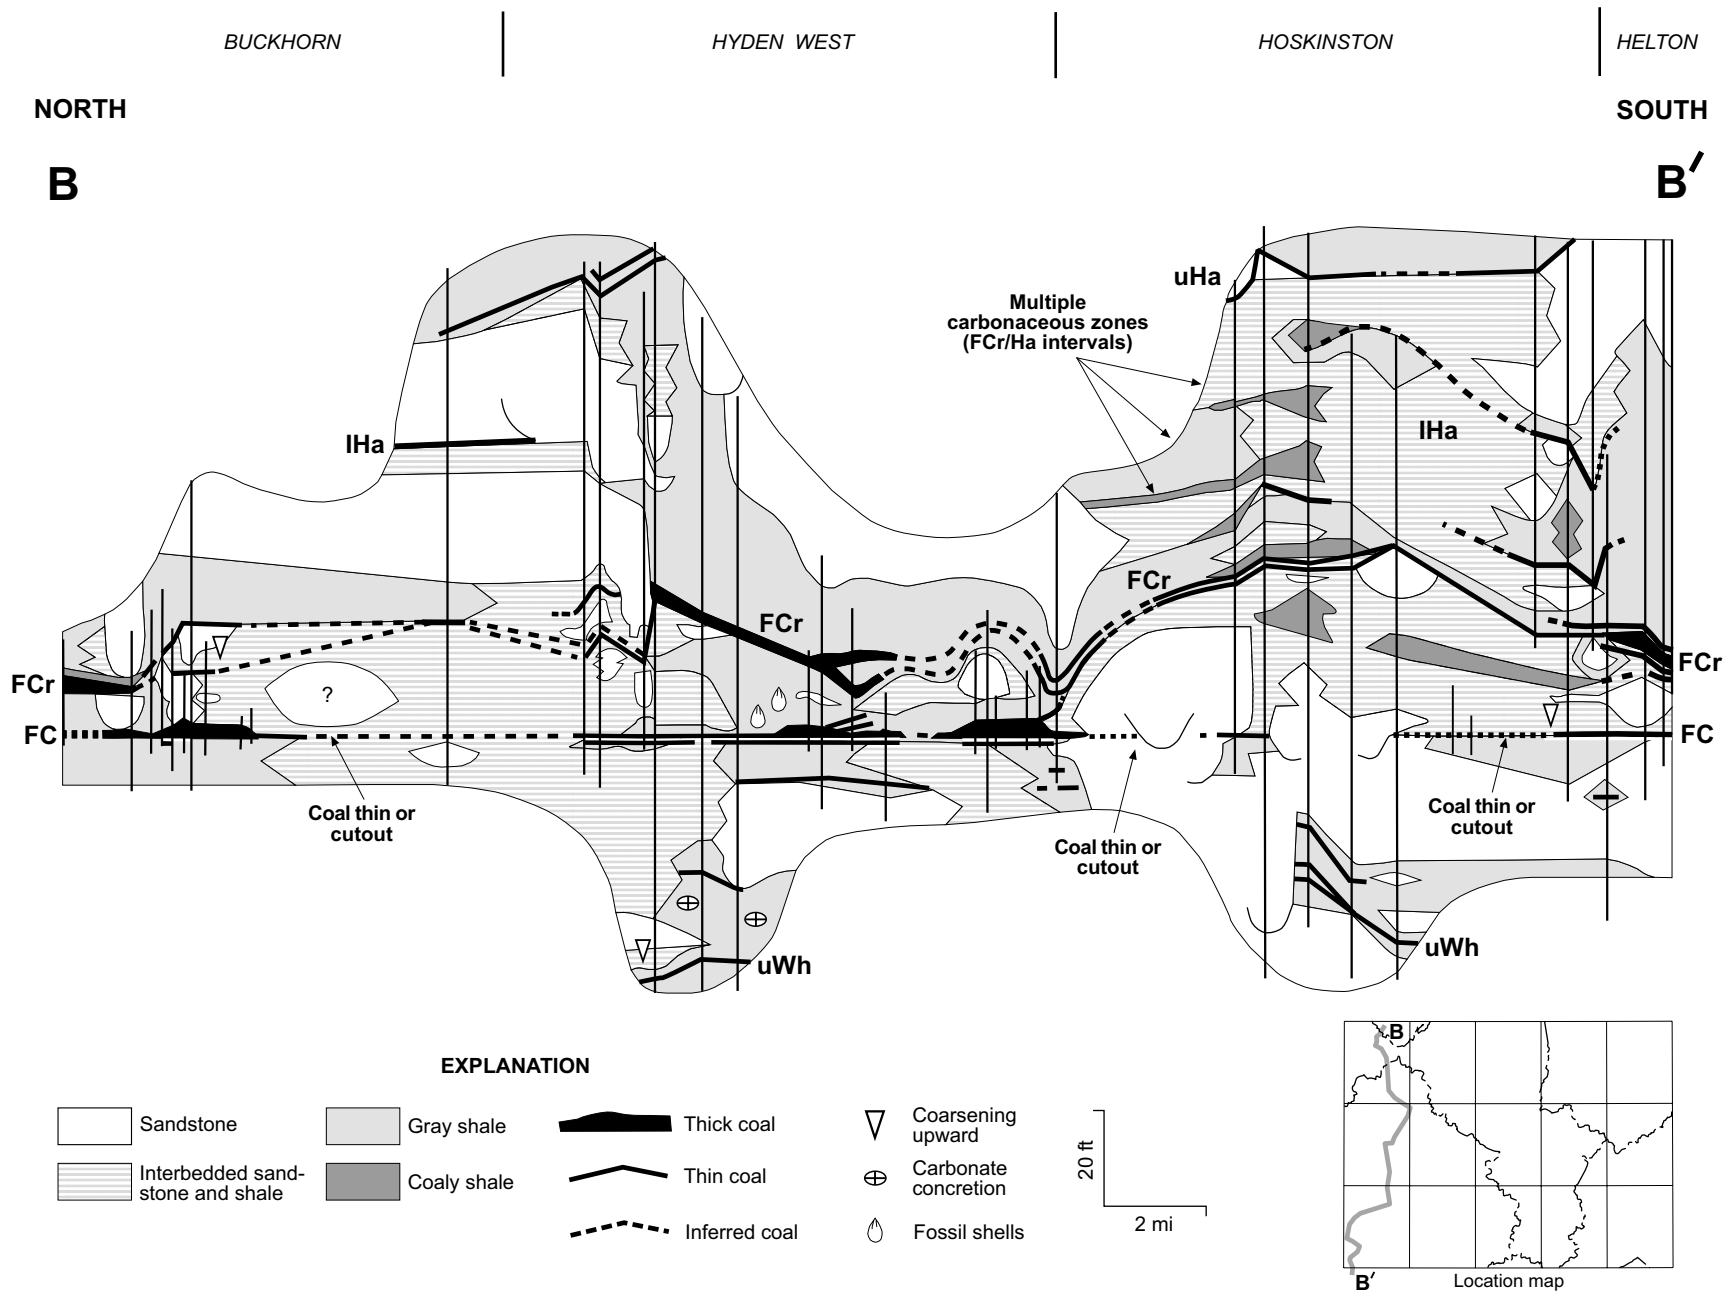 BUCKHORN
HYDEN WEST
HOSKINSTON
HELTON
NORTH
SOUTH
B
B′
uHa
Multiple
carbonaceous zones
(FCr/Ha intervals)
lHa
lHa
FCr
FCr
FCr
FCr
?
FC
FC
Coal thin or
cutout
Coal thin or
cutout
Coal thin or
cutout
uWh
uWh
EXPLANATION
Sandstone
Interbedded sand-
stone and shale
Gray shale
Coaly shale
Thick coal
Thin coal
Inferred coal
Coarsening
upward
Carbonate
concretion
Fossil shells
20 ft
2 mi
B
B′
Location map